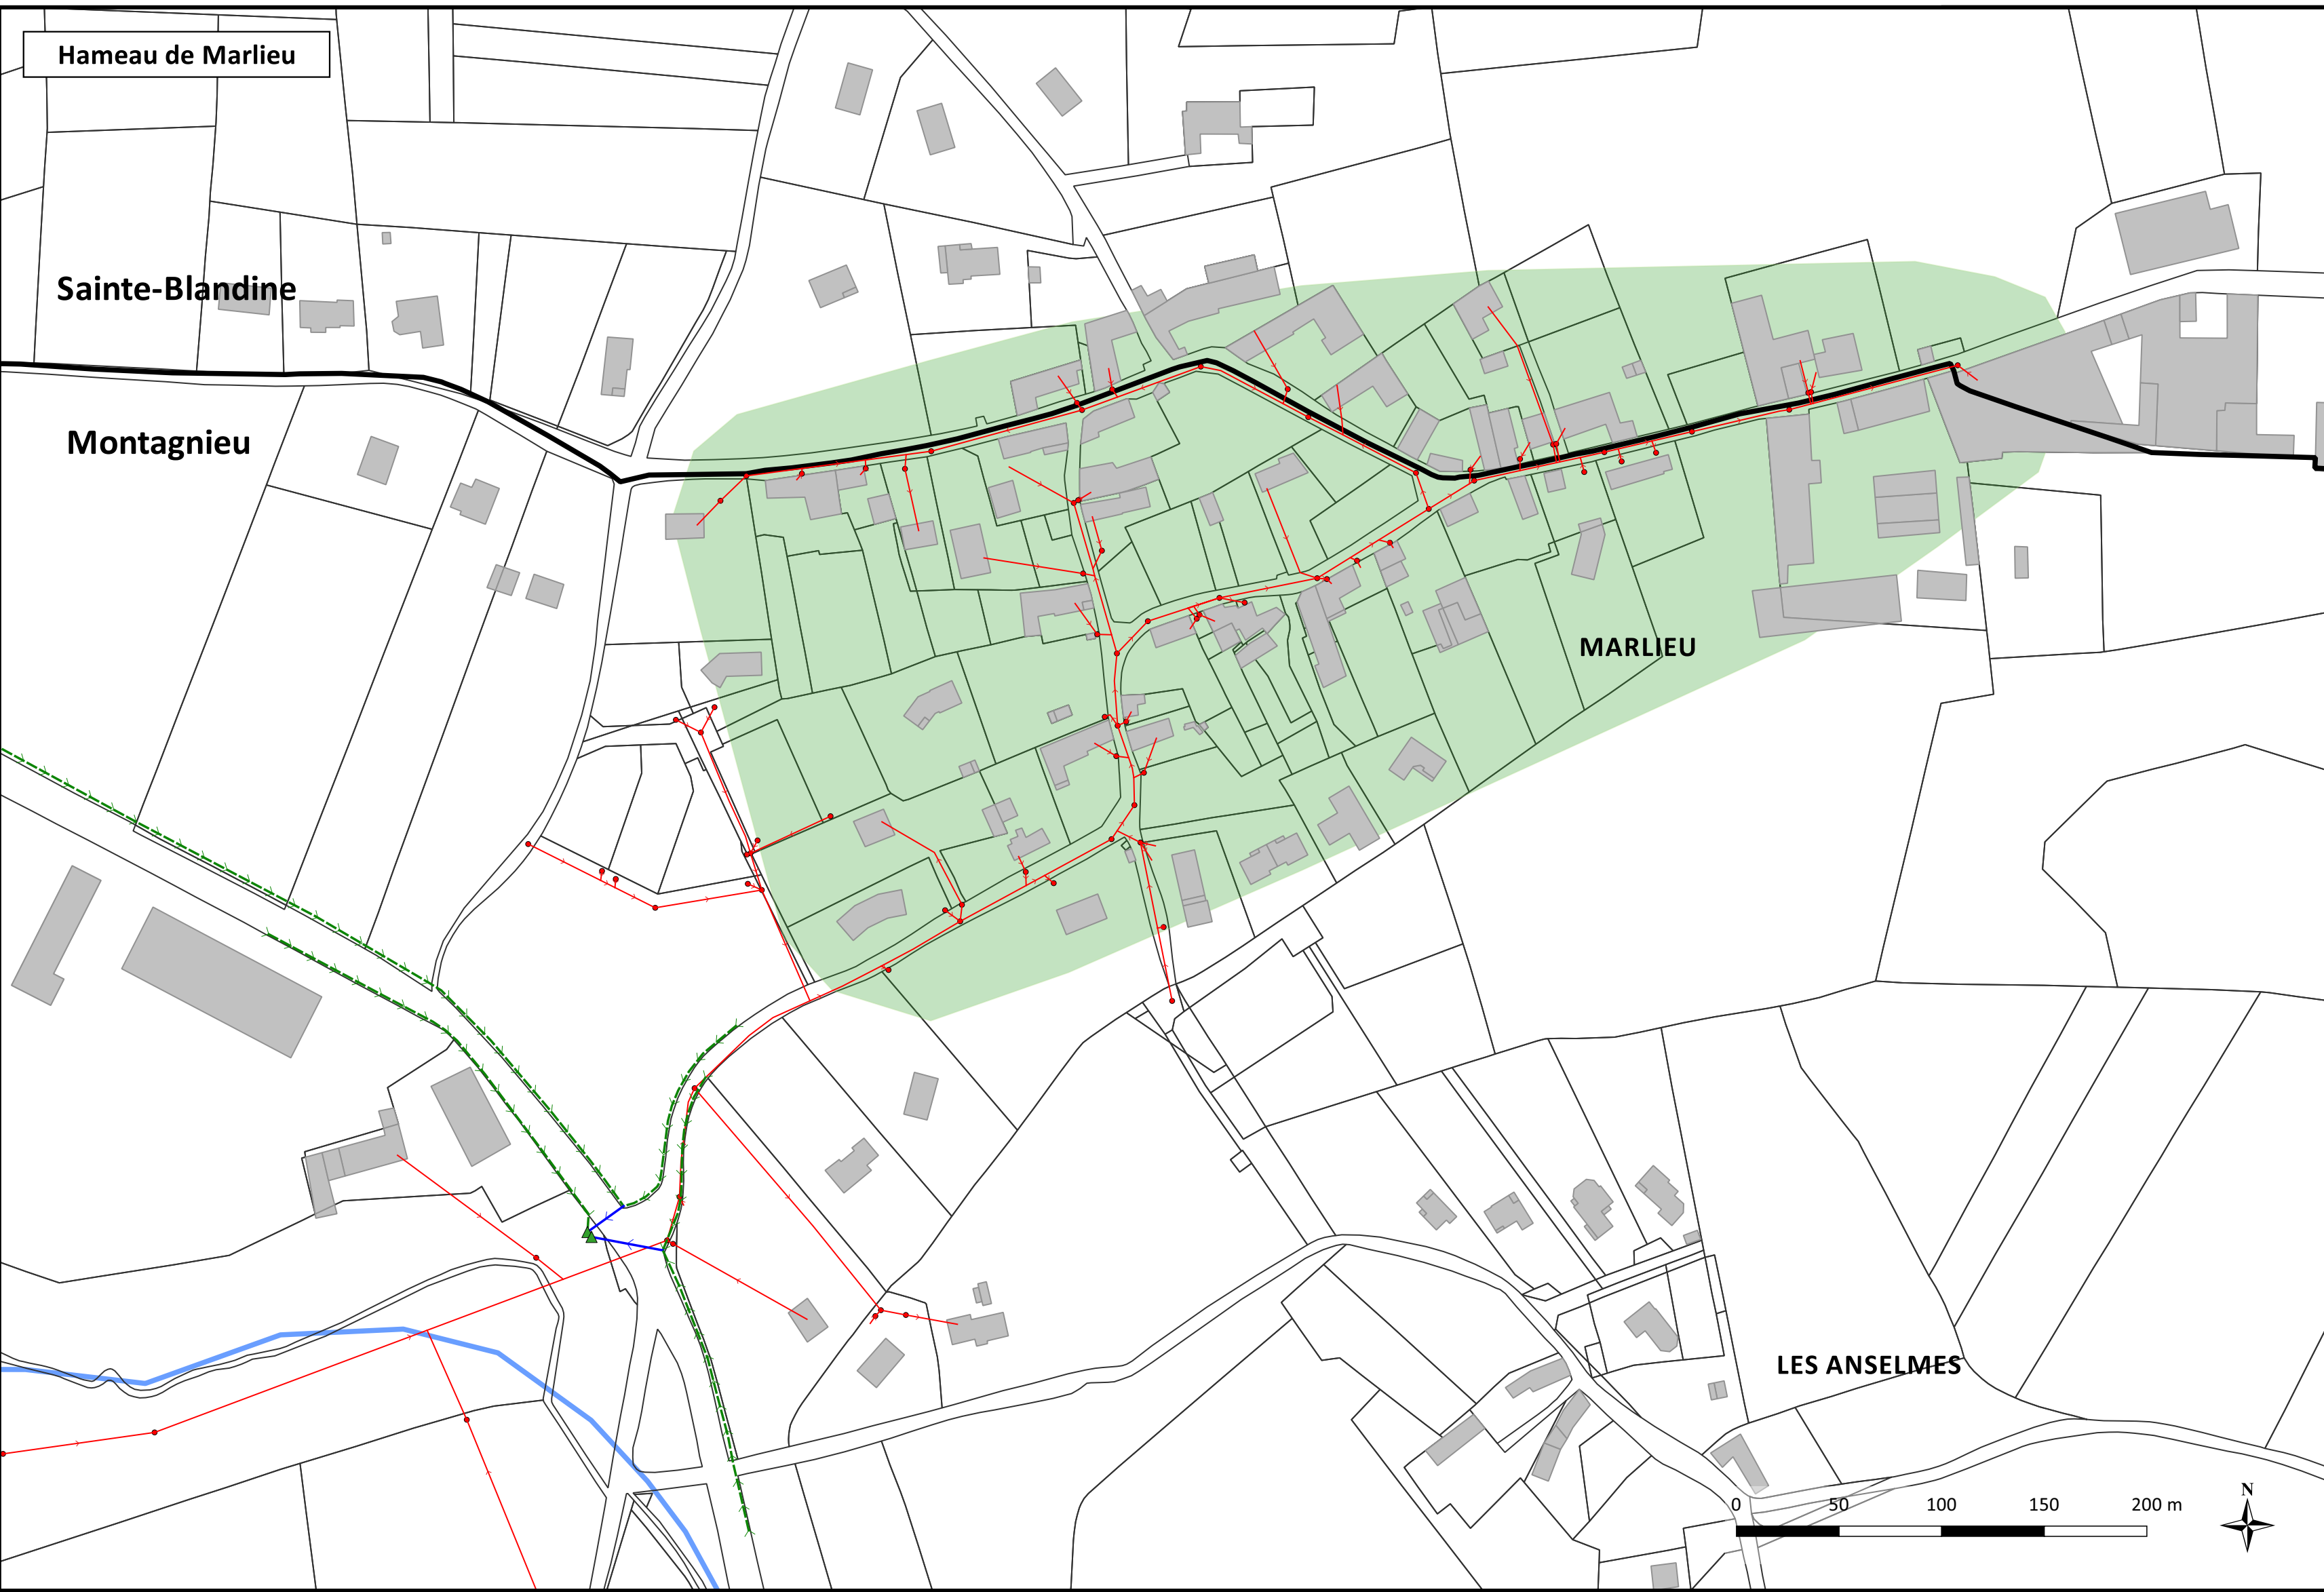 Hameau de Marlieu
Sainte-Blandine
Montagnieu
MARLIEU
LES ANSELMES
0 50 100 150 200 m
N